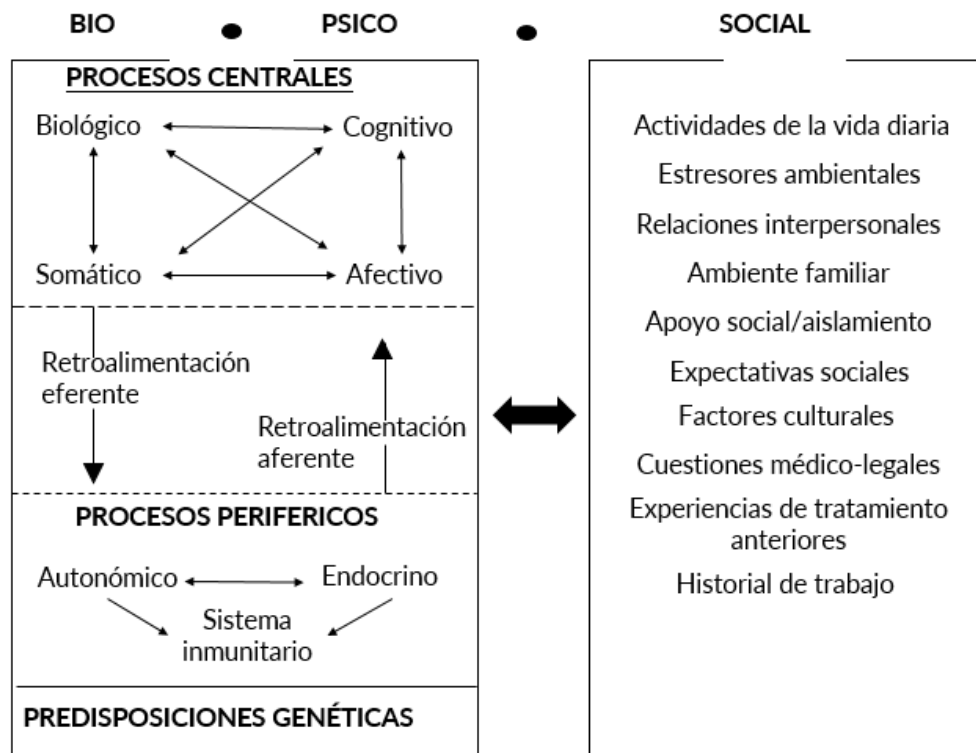 BIO • PSICO • SOCIAL
PROCESOS CENTRALES
Biológico Cognitivo
Somático Afectivo
Retroalimentación
eferente
Retroalimentación
aferente
PROCESOS PERIFERICOS
Autonómico Endocrino
Sistema
inmunitario
PREDISPOSICIONES GENÉTICAS
Actividades de la vida diaria
Estresores ambientales
Relaciones interpersonales
Ambiente familiar
Apoyo social/aislamiento
Expectativas sociales
Factores culturales
Cuestiones médico-legales
Experiencias de tratamiento
anteriores
Historial de trabajo